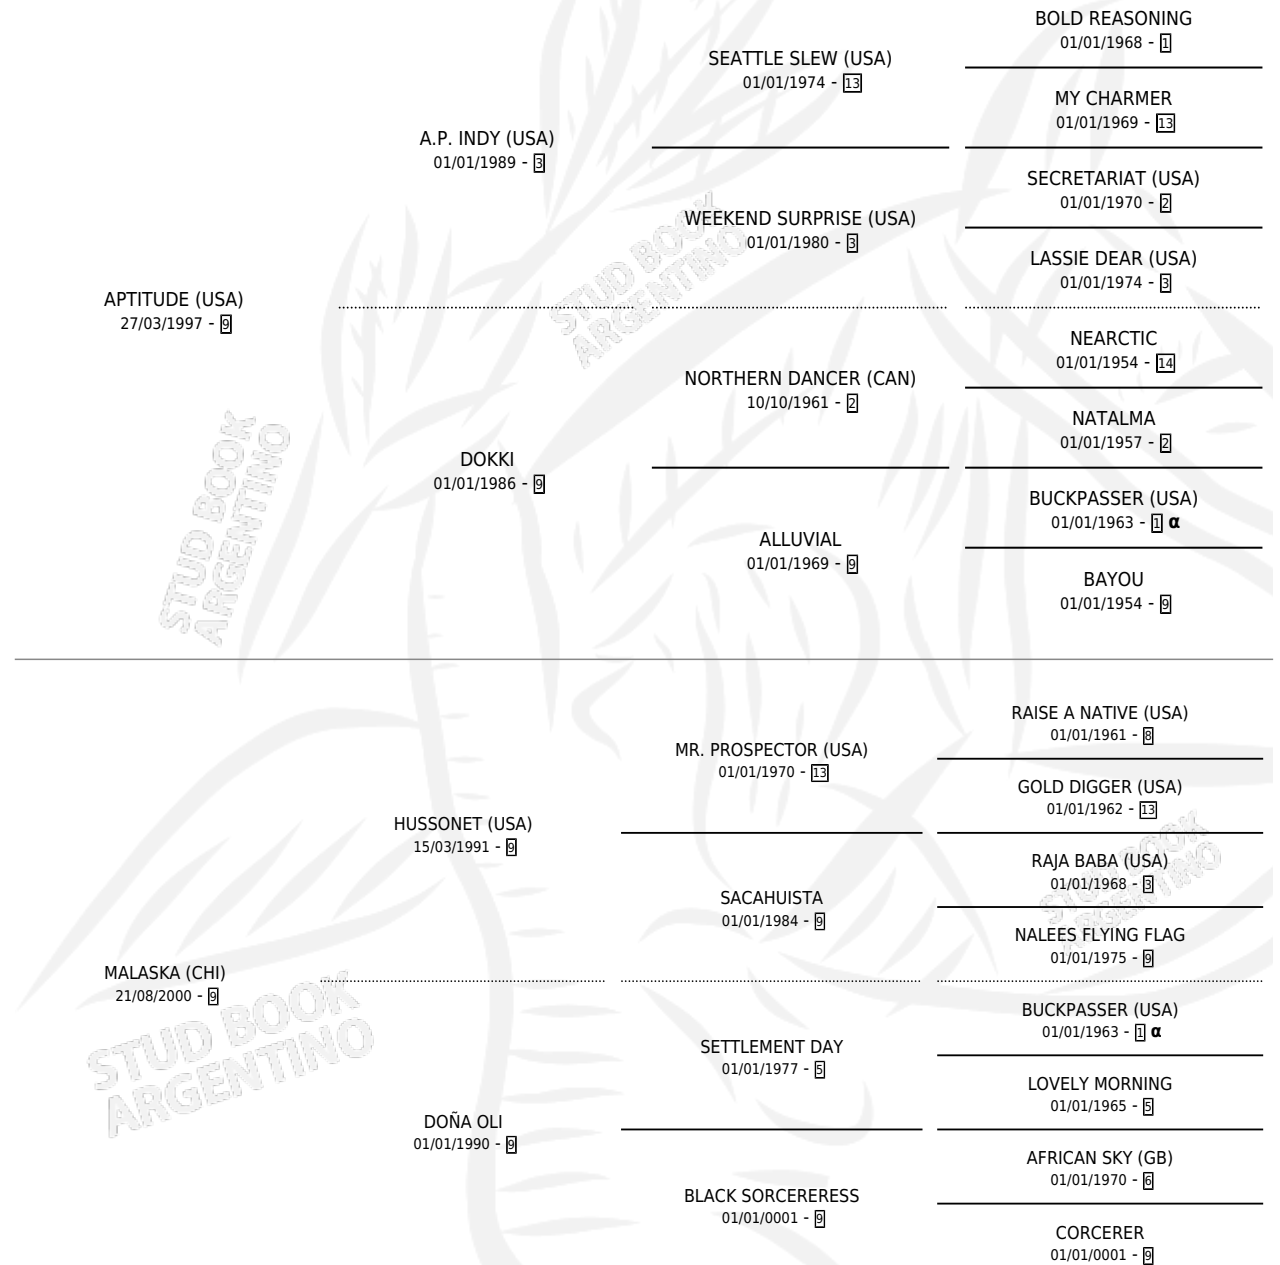 BOLD REASONING
01/01/1968 - 1
SEATTLE SLEW (USA)
01/01/1974 - 13
MY CHARMER
01/01/1969 - 13
A.P. INDY (USA)
01/01/1989 - 3
SECRETARIAT (USA)
01/01/1970 - 2
WEEKEND SURPRISE (USA)
01/01/1980 - 3
LASSIE DEAR (USA)
01/01/1974 - 3
STUD BOOK
ARGENTINO
APTITUDE (USA)
27/03/1997 - 9
NEARCTIC
01/01/1954 - 14
NORTHERN DANCER (CAN)
10/10/1961 - 2
NATALMA
01/01/1957 - 2
DOKKI
01/01/1986 - 9
BUCKPASSER (USA)
01/01/1963 - 1 α
ALLUVIAL
01/01/1969 - 9
BAYOU
01/01/1954 - 9
STUD BOOK
ARGENTINO
RAISE A NATIVE (USA)
01/01/1961 - 8
MR. PROSPECTOR (USA)
01/01/1970 - 13
GOLD DIGGER (USA)
01/01/1962 - 13
HUSSONET (USA)
15/03/1991 - 9
RAJA BABA (USA)
01/01/1968 - 3
SACAHUISTA
01/01/1984 - 9
NALEES FLYING FLAG
01/01/1975 - 9
STUD BOOK
ARGENTINO
MALASKA (CHI)
21/08/2000 - 9
BUCKPASSER (USA)
01/01/1963 - 1 α
SETTLEMENT DAY
01/01/1977 - 5
LOVELY MORNING
01/01/1965 - 5
DOÑA OLI
01/01/1990 - 9
AFRICAN SKY (GB)
01/01/1970 - 6
BLACK SORCERERESS
01/01/0001 - 9
CORCERER
01/01/0001 - 9
STUD BOOK
ARGENTINO